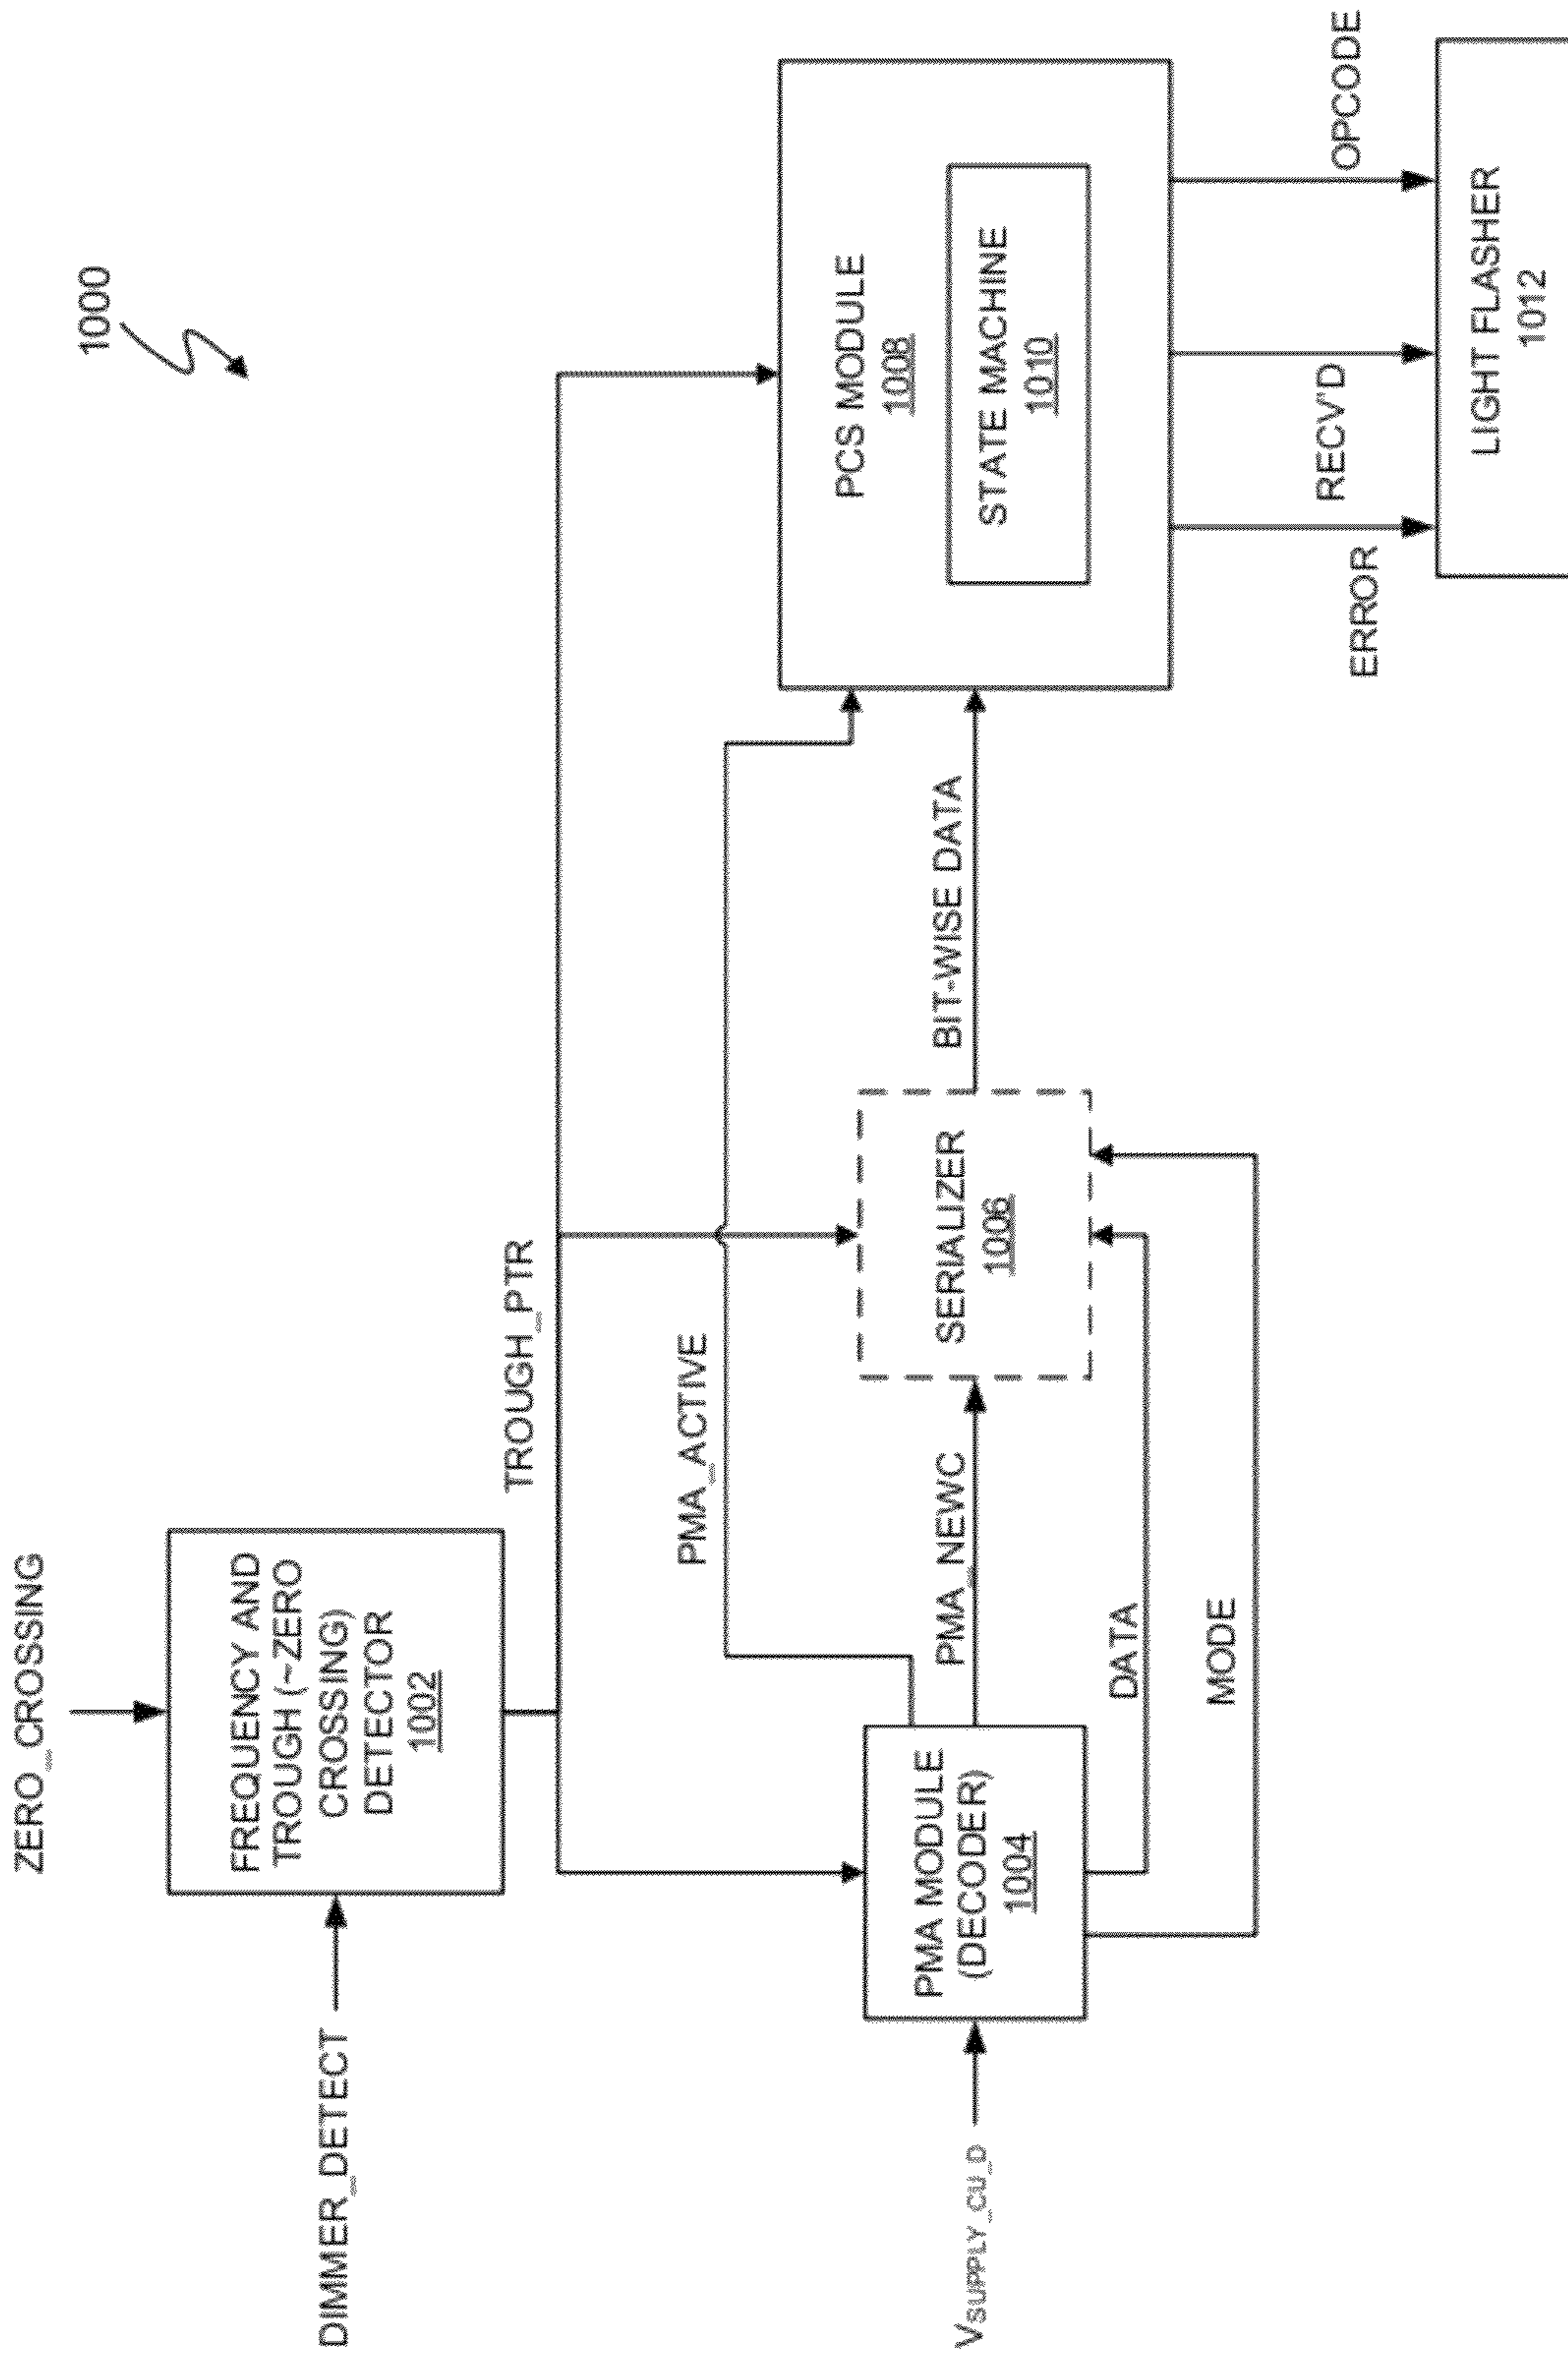 1000
ZERO_CROSSING
DIMMER_DETECT
FREQUENCY AND
TROUGH (~ZERO
CROSSING)
DETECTOR
1002
TROUGH_PTR
PMA_ACTIVE
VSUPPLY_CU_D
PMA MODULE
(DECODER)
1004
PMA_NEWC
DATA
MODE
SERIALIZER
1006
BIT-WISE DATA
PCS MODULE
1008
STATE MACHINE
1010
ERROR
RECV'D
OPCODE
LIGHT FLASHER
1012